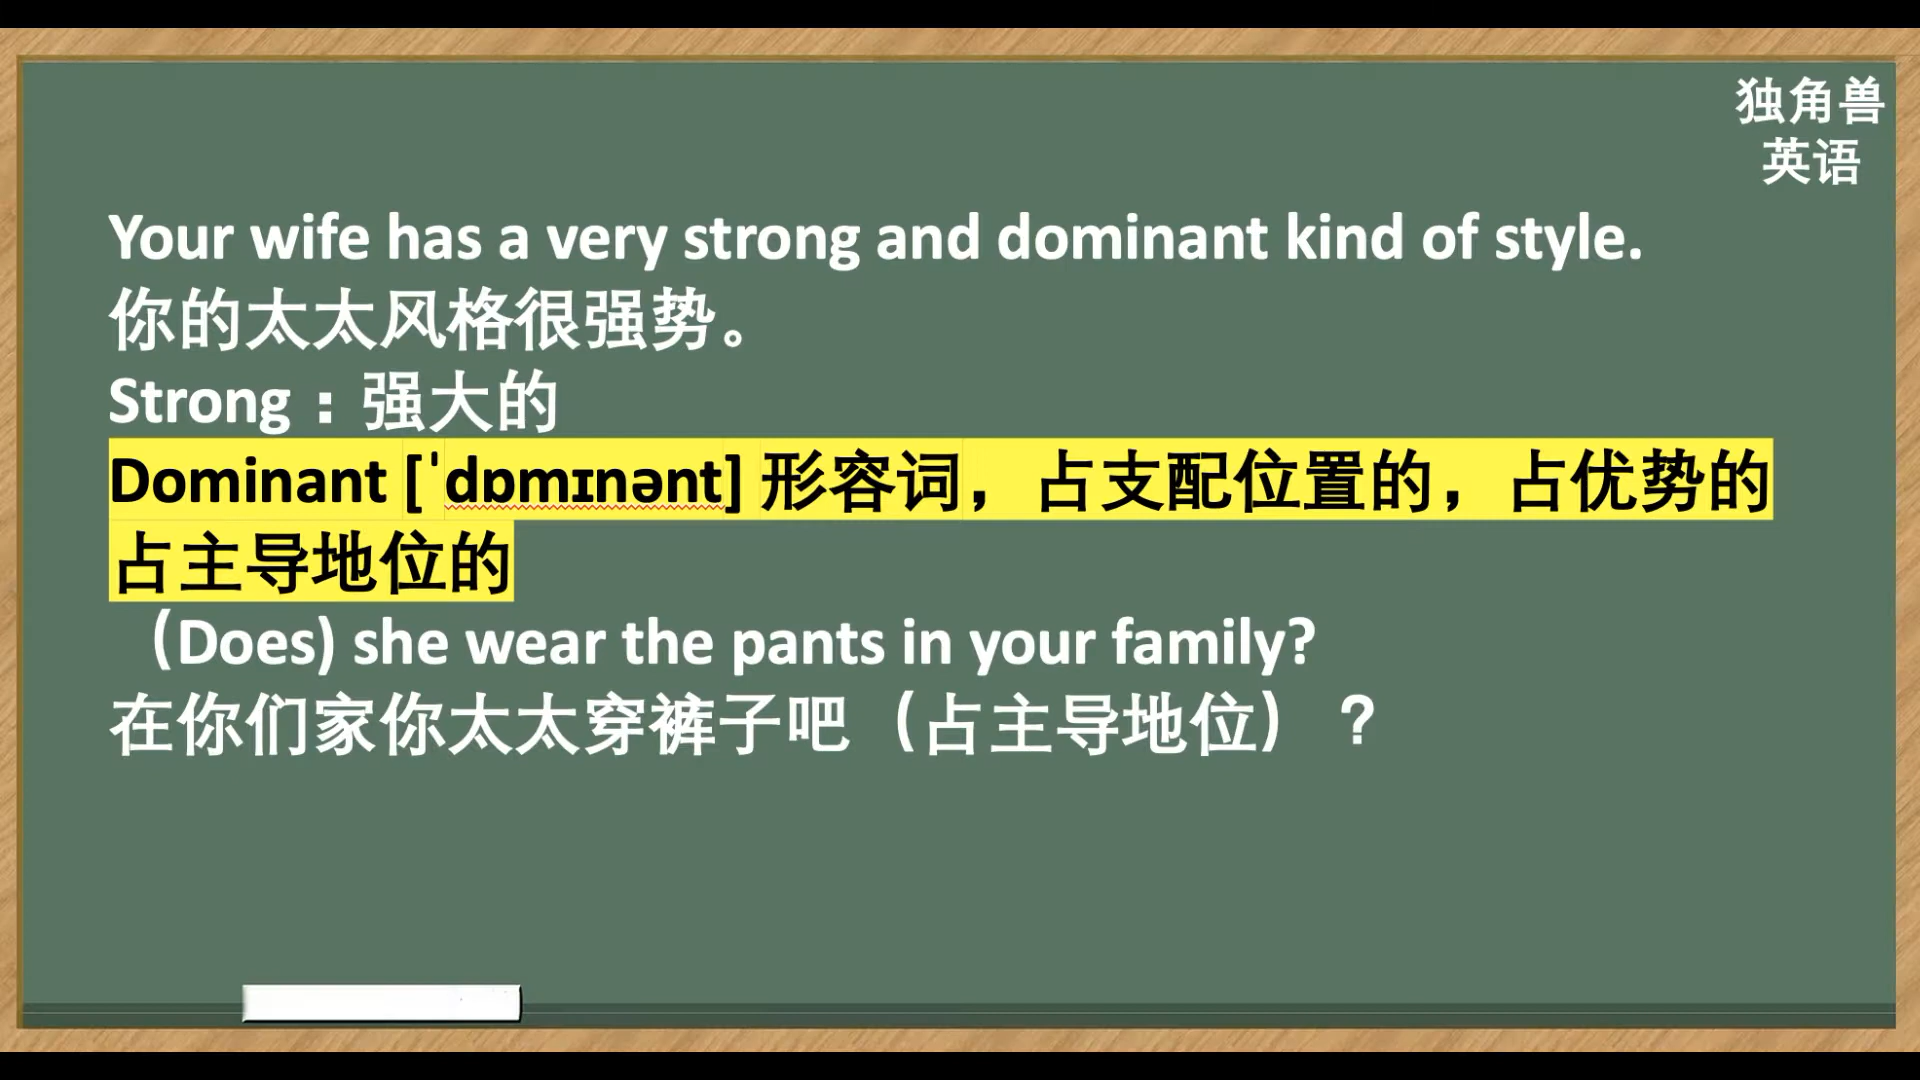 独角兽
英语
Your wife has a very strong and dominant kind of style.
你的太太风格很强势。
Strong：强大的
Dominant [ˈdɒmɪnənt] 形容词，占支配位置的，占优势的
占主导地位的
（Does) she wear the pants in your family?
在你们家你太太穿裤子吧（占主导地位）？